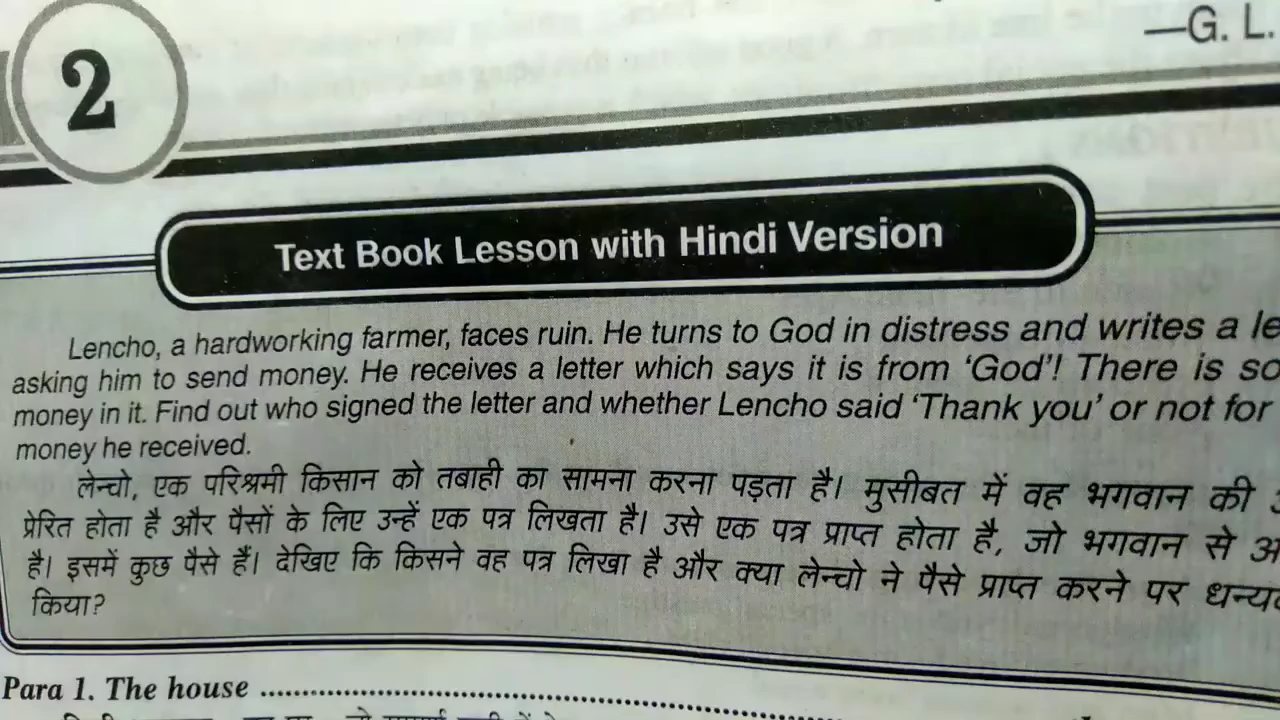 —G. L.
2
Text Book Lesson with Hindi Version
Lencho, a hardworking farmer, faces ruin. He turns to God in distress and writes a le
asking him to send money. He receives a letter which says it is from ‘God’! There is so
money in it. Find out who signed the letter and whether Lencho said ‘Thank you’ or not for
money he received.
लेन्चो, एक परिश्रमी किसान को तबाही का सामना करना पड़ता है। मुसीबत में वह भगवान की
प्रेरित होता है और पैसों के लिए उन्हें एक पत्र लिखता है। उसे एक पत्र प्राप्त होता है, जो भगवान से अ
है। इसमें कुछ पैसे हैं। देखिए कि किसने वह पत्र लिखा है और क्या लेन्चो ने पैसे प्राप्त करने पर धन्य
किया?
Para 1. The house ................................................